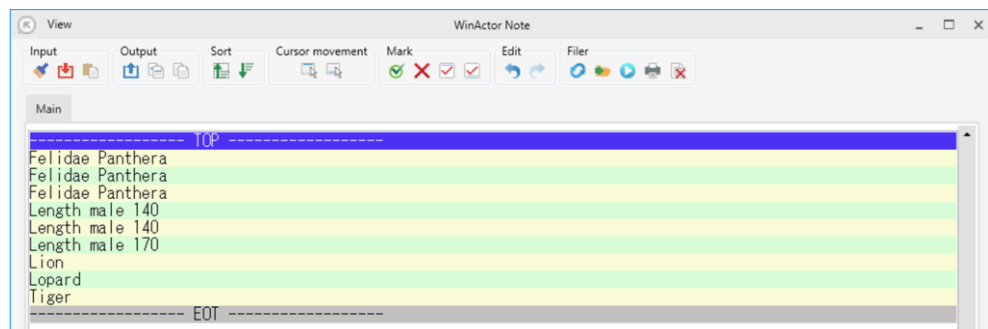 View
WinActor Note
Input Output Sort Cursor movement Mark Edit Filer
Main
------------------ TOP ------------------
Felidae Panthera
Felidae Panthera
Felidae Panthera
Length male 140
Length male 140
Length male 170
Lion
Lopard
Tiger
------------------ EOT ------------------